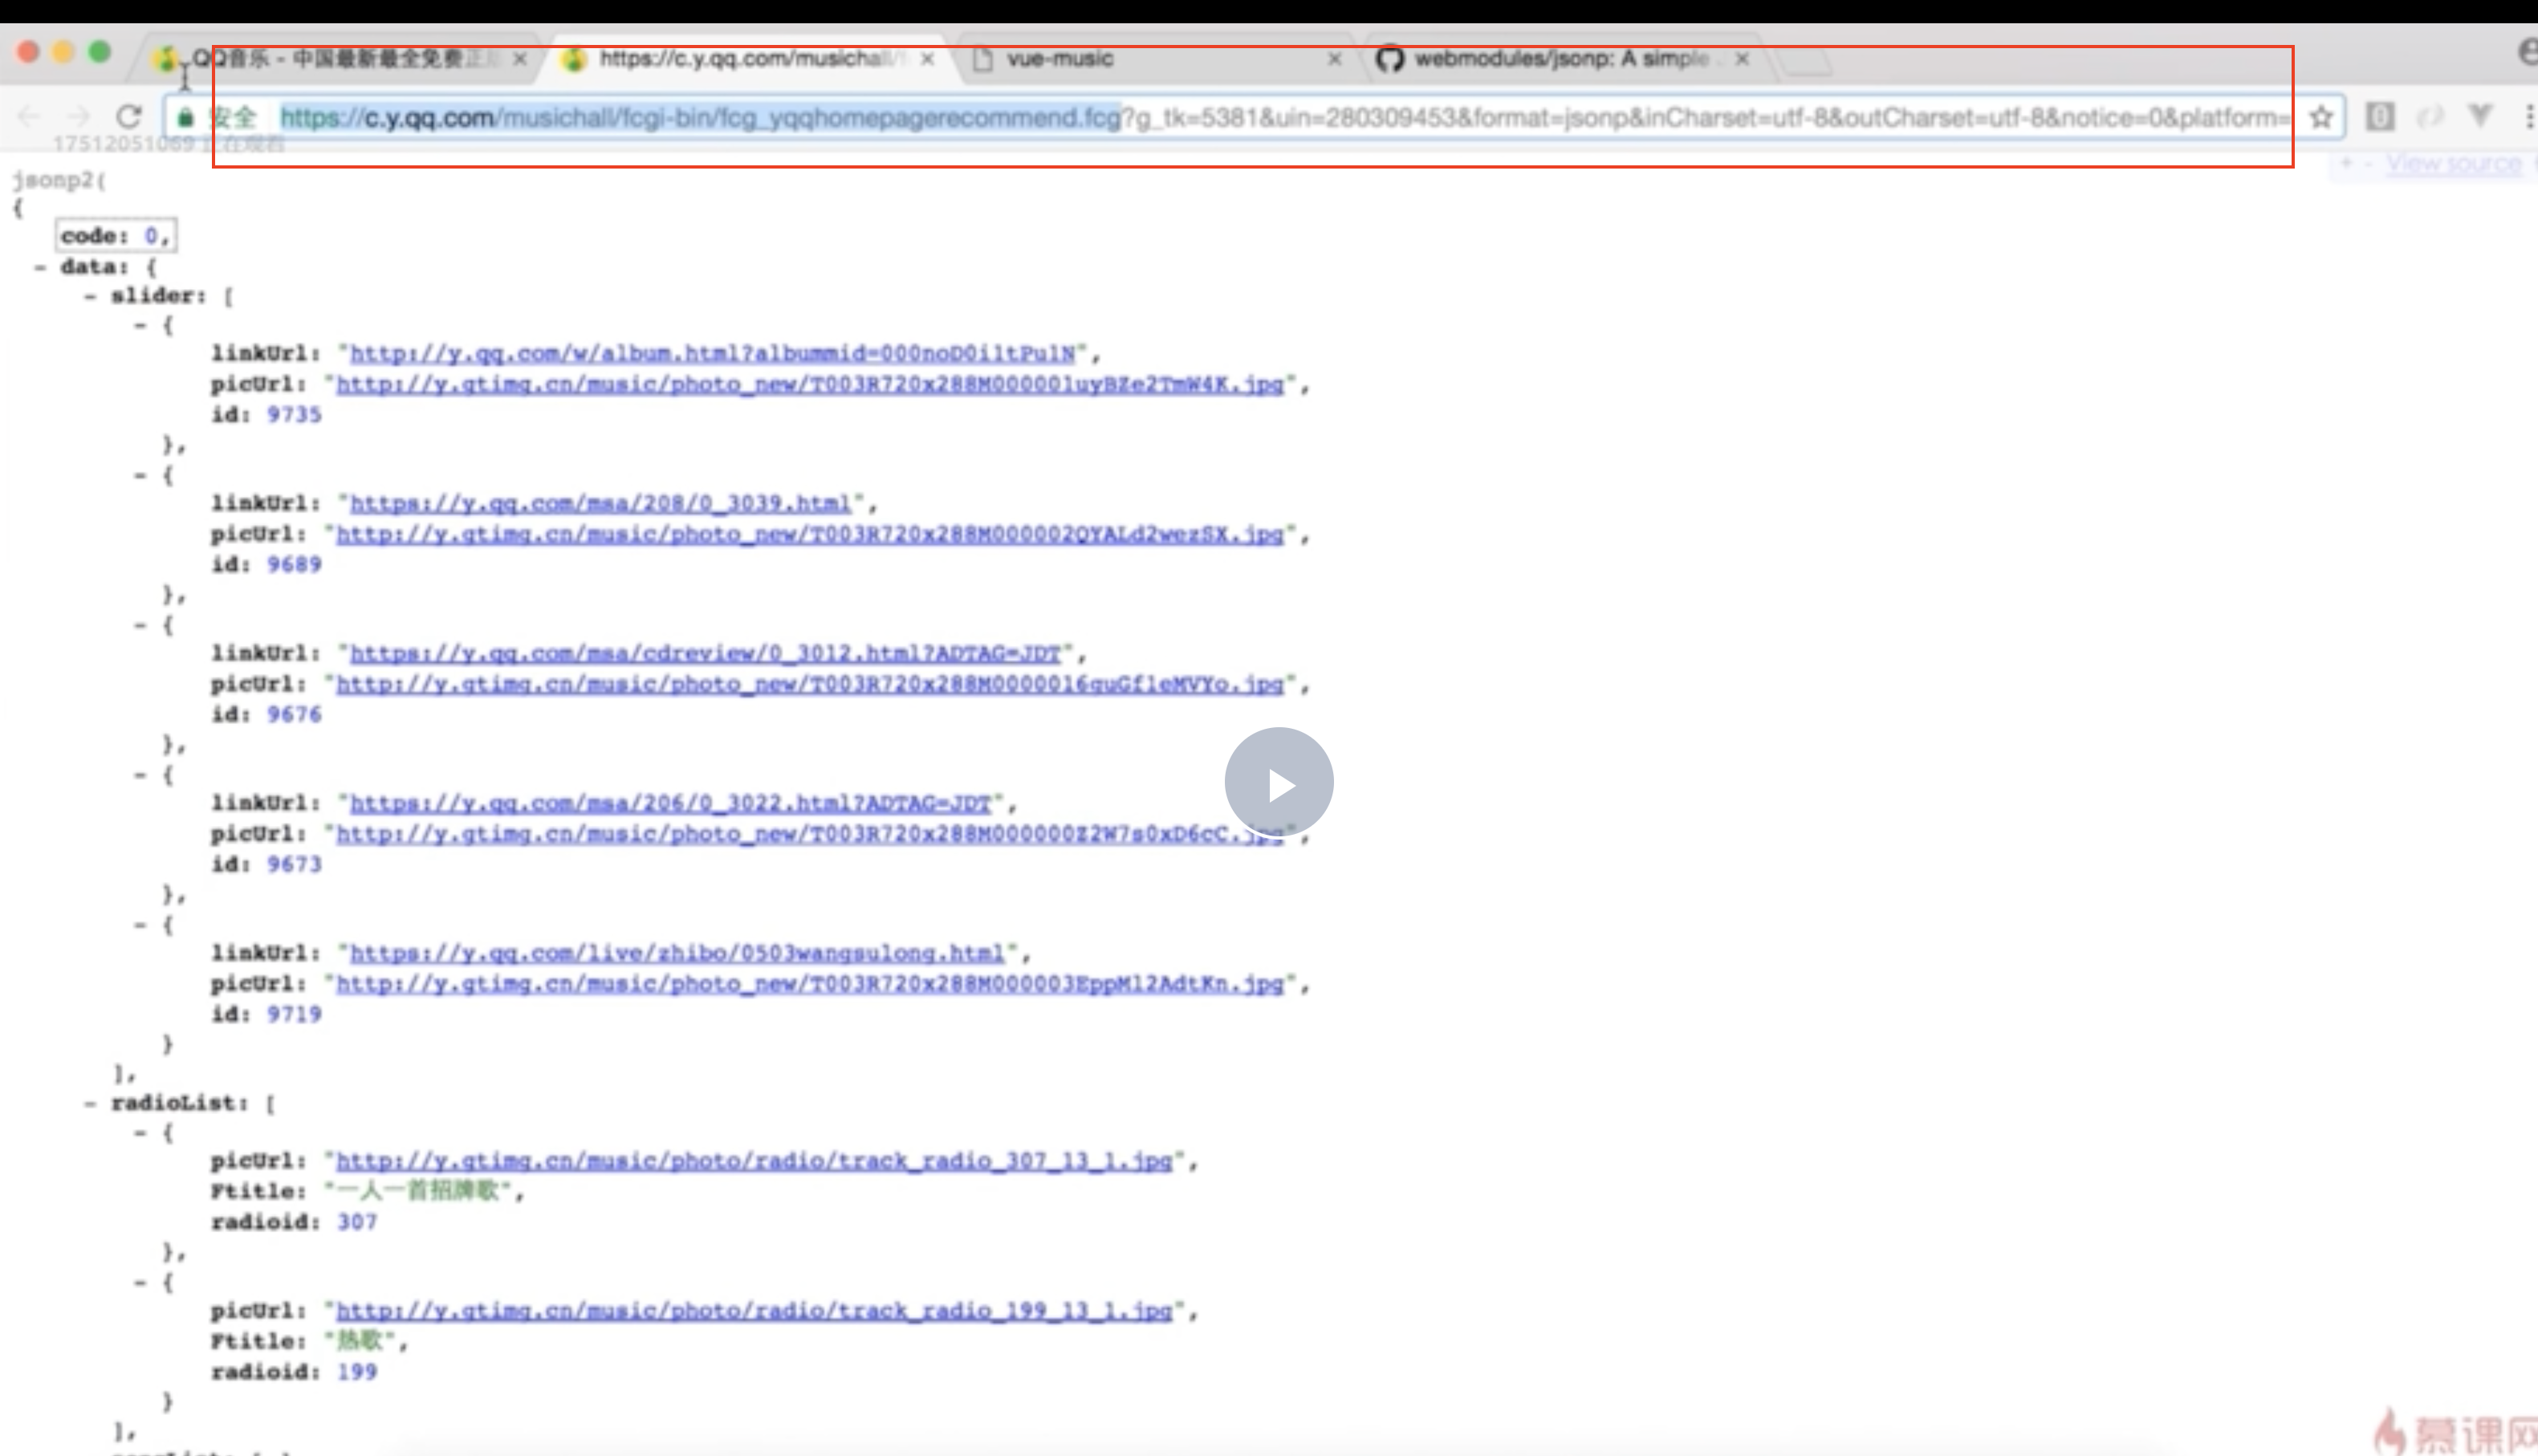 QQ音乐 - 中国最新最全免费正 × https://c.y.qq.com/musichall/ × vue-music × webmodules/jsonp: A simple ×
安全 https://c.y.qq.com/musichall/fcgi-bin/fcg_yqqhomepagerecommend.fcg?g_tk=5381&uin=280309453&format=jsonp&inCharset=utf-8&outCharset=utf-8&notice=0&platform=
17512051069 正在观看
+ - View source
jsonp2(
{
code: 0,
- data: {
- slider: [
- {
linkUrl: "http://y.qq.com/w/album.html?albummid=000noD0i1tPulN",
picUrl: "http://y.gtimg.cn/music/photo_new/T003R720x288M000001uyBZe2TmW4K.jpg",
id: 9735
},
- {
linkUrl: "https://y.qq.com/msa/208/0_3039.html",
picUrl: "http://y.gtimg.cn/music/photo_new/T003R720x288M000002QYALd2wezSX.jpg",
id: 9689
},
- {
linkUrl: "https://y.qq.com/msa/cdreview/0_3012.html?ADTAG=JDT",
picUrl: "http://y.gtimg.cn/music/photo_new/T003R720x288M0000016guGfleMVYo.jpg",
id: 9676
},
- {
linkUrl: "https://y.qq.com/msa/206/0_3022.html?ADTAG=JDT",
picUrl: "http://y.gtimg.cn/music/photo_new/T003R720x288M000000Z2W7s0xD6cC.jpg",
id: 9673
},
- {
linkUrl: "https://y.qq.com/live/zhibo/0503wangsulong.html",
picUrl: "http://y.gtimg.cn/music/photo_new/T003R720x288M000003EppMl2AdtKn.jpg",
id: 9719
}
],
- radioList: [
- {
picUrl: "http://y.gtimg.cn/music/photo/radio/track_radio_307_13_1.jpg",
Ftitle: "一人一首招牌歌",
radioid: 307
},
- {
picUrl: "http://y.gtimg.cn/music/photo/radio/track_radio_199_13_1.jpg",
Ftitle: "热歌",
radioid: 199
}
],
慕课网